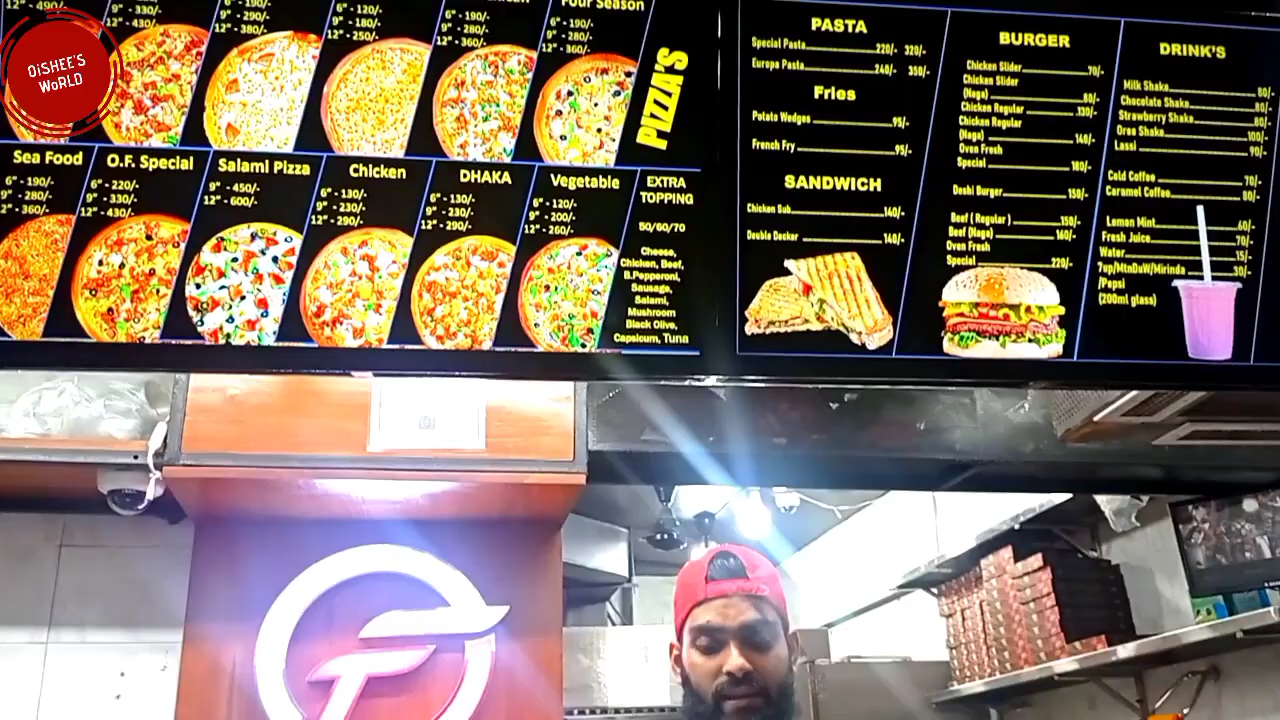 OiSHEE'S
WoRLD
12" - 490/-
9" - 330/-
12" - 430/-
6" - 190/-
9" - 290/-
12" - 380/-
6" - 120/-
9" - 180/-
12" - 250/-
6" - 190/-
9" - 280/-
12" - 360/-
Four Season
6" - 190/-
9" - 280/-
12" - 360/-
PIZZA'S
Sea Food
6" - 190/-
9" - 280/-
12" - 360/-
O.F. Special
6" - 220/-
9" - 330/-
12" - 430/-
Salami Pizza
9" - 450/-
12" - 600/-
Chicken
6" - 130/-
9" - 230/-
12" - 290/-
DHAKA
6" - 130/-
9" - 230/-
12" - 290/-
Vegetable
6" - 120/-
9" - 200/-
12" - 260/-
EXTRA
TOPPING
50/60/70
Cheese,
Chicken, Beef,
B.Pepperoni,
Sausage,
Salami,
Mushroom
Black Olive,
Capsicum, Tuna
PASTA
Special Pasta 220/- 320/-
Europa Pasta 240/- 350/-
Fries
Potato Wedges 95/-
French Fry 95/-
SANDWICH
Chicken Sub 140/-
Double Decker 140/-
BURGER
Chicken Slider 70/-
Chicken Slider
(Naga) 80/-
Chicken Regular 130/-
Chicken Regular
(Naga) 140/-
Oven Fresh
Special 180/-
Deshi Burger 150/-
Beef ( Regular ) 150/-
Beef (Naga) 160/-
Oven Fresh
Special 220/-
DRINK'S
Milk Shake 80/-
Chocolate Shake 80/-
Strawberry Shake 80/-
Oreo Shake 100/-
Lassi 90/-
Cold Coffee 70/-
Caramel Coffee 80/-
Lemon Mint 60/-
Fresh Juice 70/-
Water 15/-
7up/MtnDuW/Mirinda 30/-
/Pepsi
(200ml glass)